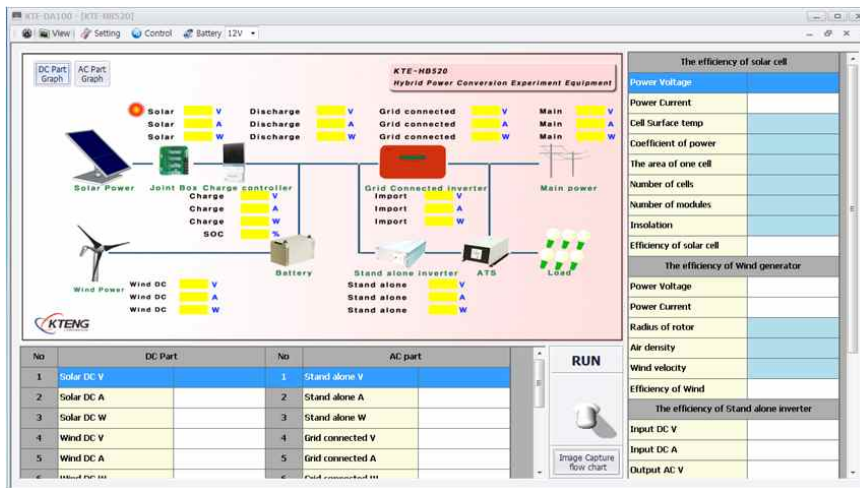 KTE-DA100 - [KTE-HB520]
View Setting Control Battery 12V
DC Part Graph
AC Part Graph
KTE-HB520
Hybrid Power Conversion Experiment Equipment
Solar V Discharge V Grid connected V Main V
Solar A Discharge A Grid connected A Main A
Solar W Discharge W Grid connected W Main W
Solar Power Joint Box Charge controller Grid Connected inverter Main power
Charge V Import V
Charge A Import A
Charge W Import W
SOC %
Battery Stand alone inverter ATS Load
Wind Power
Wind DC V Stand alone V
Wind DC A Stand alone A
Wind DC W Stand alone W
KTENG
No DC Part No AC part
1 Solar DC V 1 Stand alone V
2 Solar DC A 2 Stand alone A
3 Solar DC W 3 Stand alone W
4 Wind DC V 4 Grid connected V
5 Wind DC A 5 Grid connected A
6 Wind DC W 6 Grid connected W
RUN
Image Capture
flow chart
The efficiency of solar cell
Power Voltage
Power Current
Cell Surface temp
Coefficient of power
The area of one cell
Number of cells
Number of modules
Insolation
Efficiency of solar cell
The efficiency of Wind generator
Power Voltage
Power Current
Radius of rotor
Air density
Wind velocity
Efficiency of Wind
The efficiency of Stand alone inverter
Input DC V
Input DC A
Output AC V